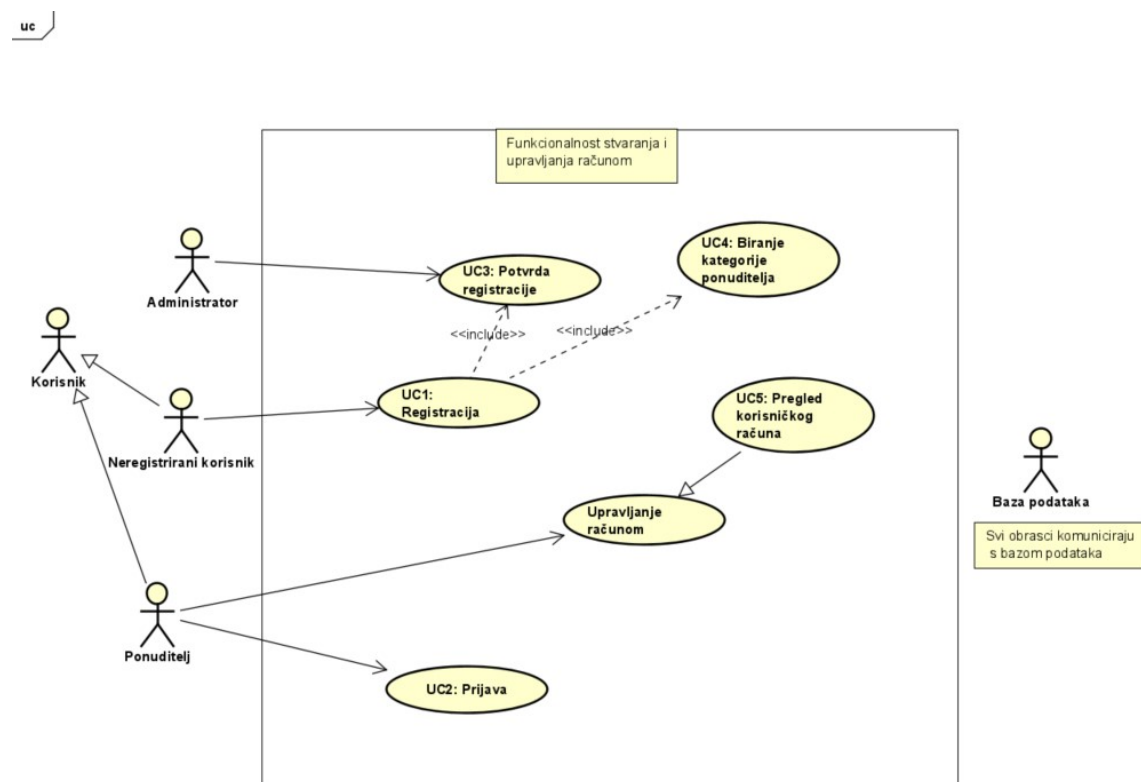 uc
Funkcionalnost stvaranja i
upravljanja računom
UC4: Biranje
kategorije
ponuditelja
UC3: Potvrda
registracije
Administrator
<<include>>
<<include>>
Korisnik
UC1:
Registracija
UC5: Pregled
korisničkog
računa
Neregistrirani korisnik
Baza podataka
Upravljanje
računom
Svi obrasci komuniciraju
s bazom podataka
Ponuditelj
UC2: Prijava